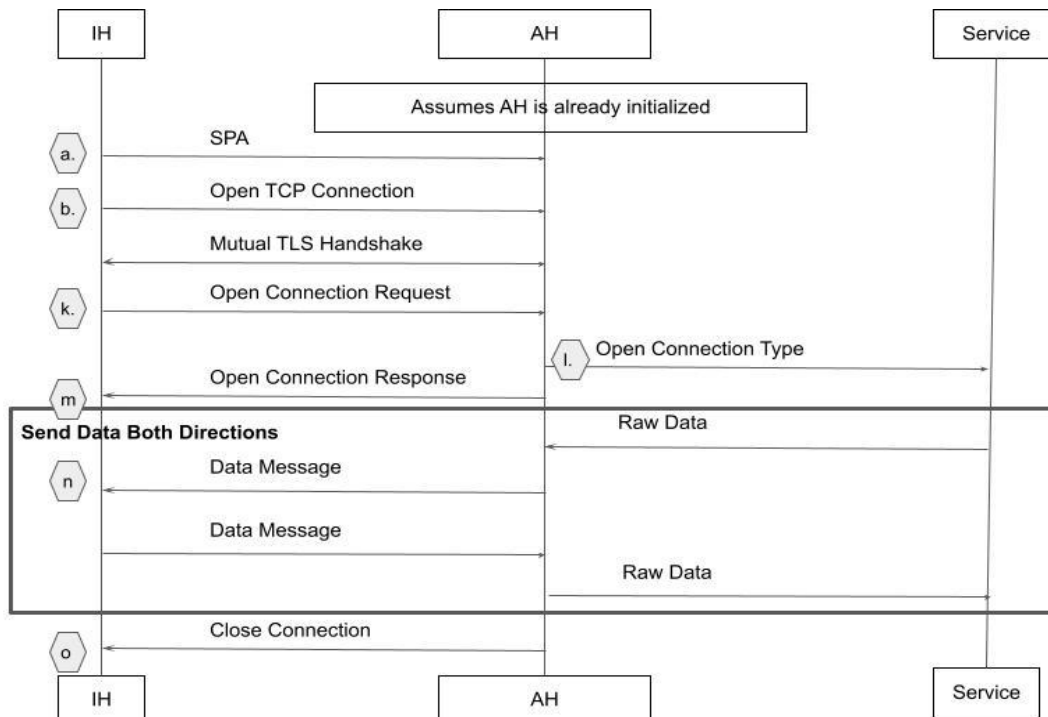 IH
AH
Service
Assumes AH is already initialized
SPA
a.
Open TCP Connection
b.
Mutual TLS Handshake
Open Connection Request
k.
l.
Open Connection Type
Open Connection Response
m
Send Data Both Directions
Raw Data
Data Message
n
Data Message
Raw Data
Close Connection
o
IH
AH
Service